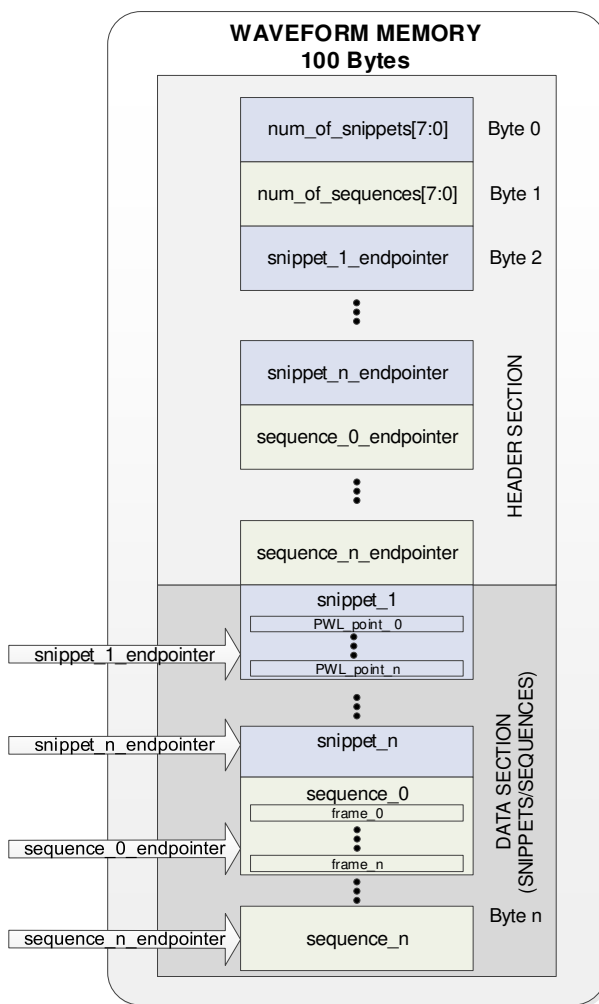 WAVEFORM MEMORY
100 Bytes
num_of_snippets[7:0]
Byte 0
num_of_sequences[7:0]
Byte 1
snippet_1_endpointer
Byte 2
snippet_n_endpointer
sequence_0_endpointer
HEADER SECTION
sequence_n_endpointer
snippet_1
PWL_point_0
snippet_1_endpointer
PWL_point_n
snippet_n_endpointer
snippet_n
DATA SECTION
(SNIPPETS/SEQUENCES)
sequence_0
frame_0
sequence_0_endpointer
frame_n
Byte n
sequence_n_endpointer
sequence_n